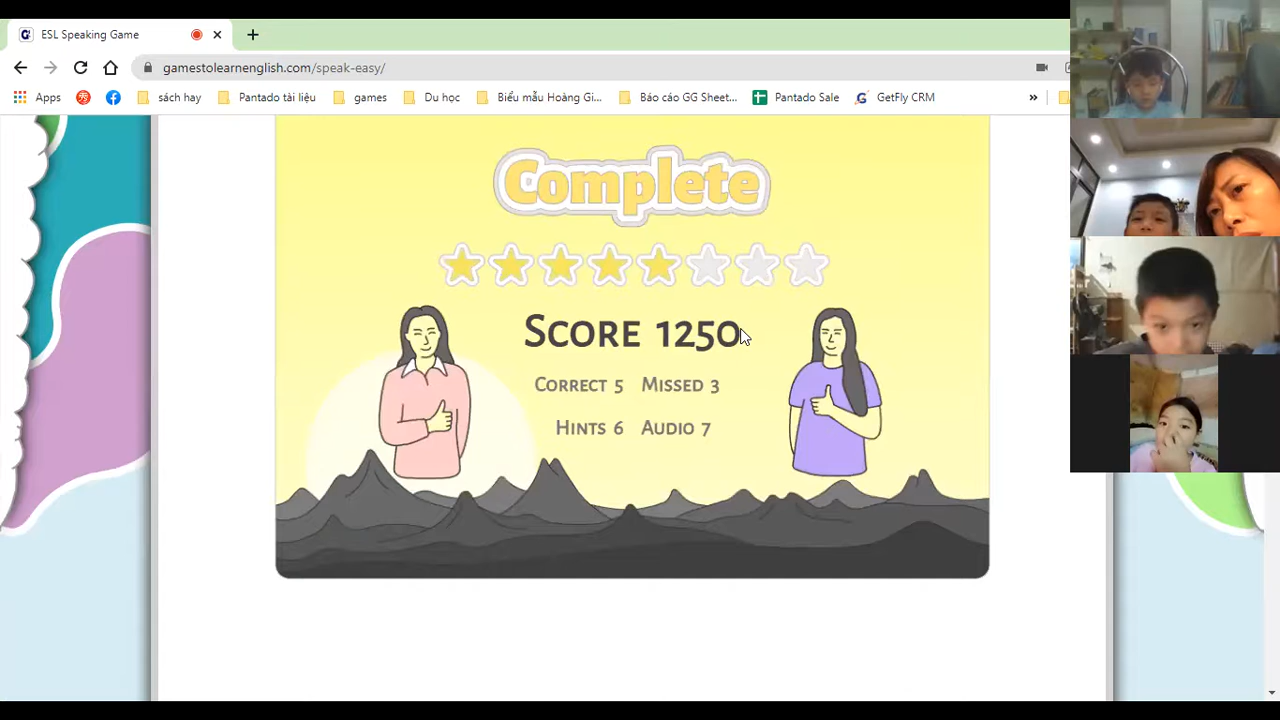 ESL Speaking Game
gamestolearnenglish.com/speak-easy/
Apps sách hay Pantado tài liệu games Du học Biểu mẫu Hoàng Gi... Báo cáo GG Sheet... Pantado Sale GetFly CRM »
Complete
SCORE 1250
CORRECT 5 MISSED 3
HINTS 6 AUDIO 7